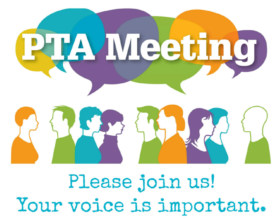 PTA Meeting
Please join us!
Your voice is important.